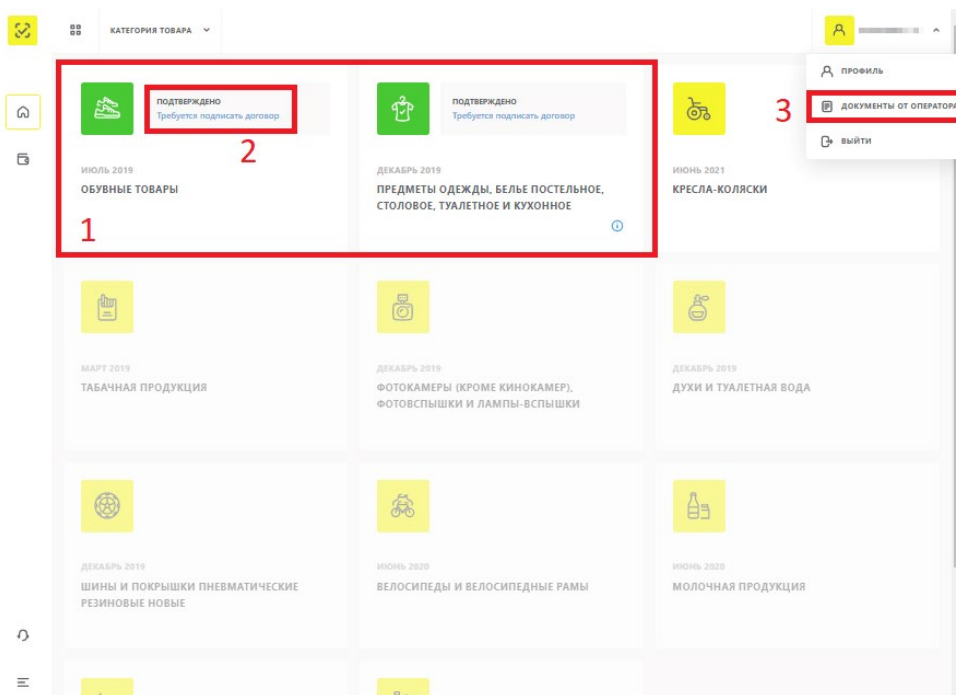 КАТЕГОРИЯ ТОВАРА
ПРОФИЛЬ
ДОКУМЕНТЫ ОТ ОПЕРАТОРА
ВЫЙТИ
3
ПОДТВЕРЖДЕНО
Требуется подписать договор
2
ИЮЛЬ 2019
ОБУВНЫЕ ТОВАРЫ
1
ПОДТВЕРЖДЕНО
Требуется подписать договор
ДЕКАБРЬ 2019
ПРЕДМЕТЫ ОДЕЖДЫ, БЕЛЬЕ ПОСТЕЛЬНОЕ,
СТОЛОВОЕ, ТУАЛЕТНОЕ И КУХОННОЕ
ИЮНЬ 2021
КРЕСЛА-КОЛЯСКИ
МАРТ 2019
ТАБАЧНАЯ ПРОДУКЦИЯ
ДЕКАБРЬ 2019
ФОТОКАМЕРЫ (КРОМЕ КИНОКАМЕР),
ФОТОВСПЫШКИ И ЛАМПЫ-ВСПЫШКИ
ДЕКАБРЬ 2019
ДУХИ И ТУАЛЕТНАЯ ВОДА
ДЕКАБРЬ 2019
ШИНЫ И ПОКРЫШКИ ПНЕВМАТИЧЕСКИЕ
РЕЗИНОВЫЕ НОВЫЕ
ИЮНЬ 2020
ВЕЛОСИПЕДЫ И ВЕЛОСИПЕДНЫЕ РАМЫ
ИЮНЬ 2020
МОЛОЧНАЯ ПРОДУКЦИЯ